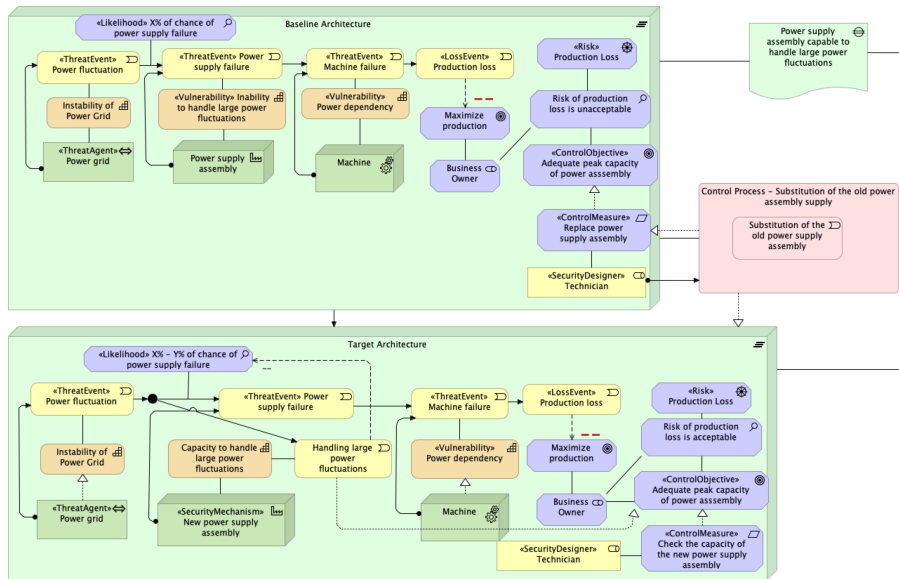 «Likelihood» X% of chance of
power supply failure
Baseline Architecture
Power supply
assembly capable to
handle large power
fluctuations
«ThreatEvent»
Power fluctuation
«ThreatEvent» Power
supply failure
«ThreatEvent»
Machine failure
«LossEvent»
Production loss
«Risk»
Production Loss
Instability of
Power Grid
«Vulnerability» Inability
to handle large power
fluctuations
«Vulnerability»
Power dependency
Maximize
production
Risk of production
loss is unacceptable
«ThreatAgent»
Power grid
Power supply
assembly
Machine
Business
Owner
«ControlObjective»
Adequate peak capacity
of power asssembly
Control Process - Substitution of the old power
assembly supply
Substitution of the
old power supply
assembly
«ControlMeasure»
Replace power
supply assembly
«SecurityDesigner»
Technician
Target Architecture
«Likelihood» X% - Y% of chance of
power supply failure
«ThreatEvent»
Power fluctuation
«ThreatEvent» Power
supply failure
«ThreatEvent»
Machine failure
«LossEvent»
Production loss
«Risk»
Production Loss
Instability of
Power Grid
Capacity to handle
large power
fluctuations
Handling large
power
fluctuations
«Vulnerability»
Power dependency
Maximize
production
Risk of production
loss is acceptable
«ThreatAgent»
Power grid
«SecurityMechanism»
New power supply
assembly
Machine
Business
Owner
«ControlObjective»
Adequate peak capacity
of power asssembly
«SecurityDesigner»
Technician
«ControlMeasure»
Check the capacity of
the new power supply
assembly